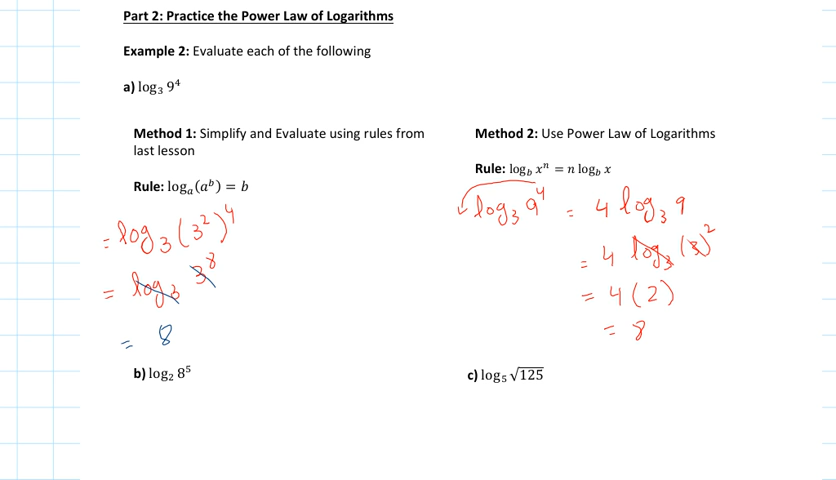 Part 2: Practice the Power Law of Logarithms
Example 2: Evaluate each of the following
a) log₃ 9⁴
Method 1: Simplify and Evaluate using rules from
last lesson
Rule: logₐ(aᵇ) = b
= log₃ (3²)⁴
= log₃ 3⁸
= 8
Method 2: Use Power Law of Logarithms
Rule: log_b xⁿ = n log_b x
log₃ 9⁴ = 4 log₃ 9
= 4 log₃ (3)²
= 4 (2)
= 8
b) log₂ 8⁵
c) log₅ √125